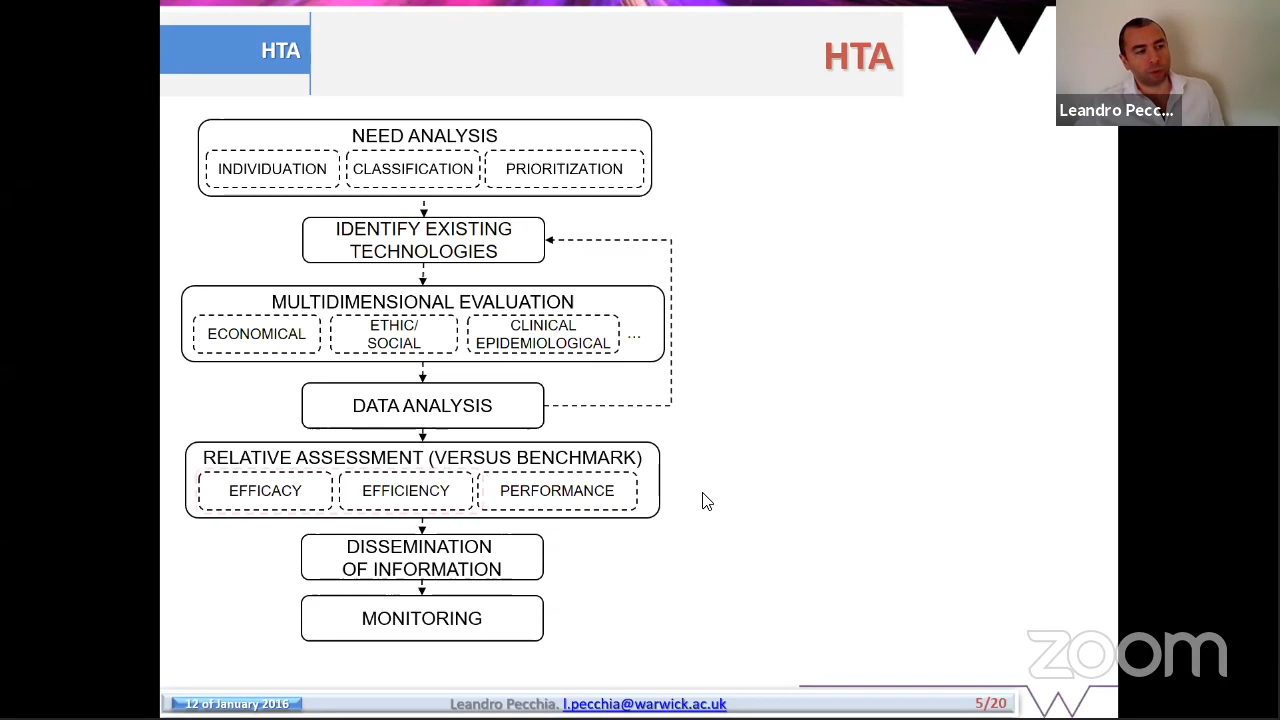 HTA
HTA
Leandro Pecc...
NEED ANALYSIS
INDIVIDUATION
CLASSIFICATION
PRIORITIZATION
IDENTIFY EXISTING
TECHNOLOGIES
MULTIDIMENSIONAL EVALUATION
ECONOMICAL
ETHIC/
SOCIAL
CLINICAL
EPIDEMIOLOGICAL
...
DATA ANALYSIS
RELATIVE ASSESSMENT (VERSUS BENCHMARK)
EFFICACY
EFFICIENCY
PERFORMANCE
DISSEMINATION
OF INFORMATION
MONITORING
zoom
12 of January 2016
Leandro Pecchia. l.pecchia@warwick.ac.uk
5/20